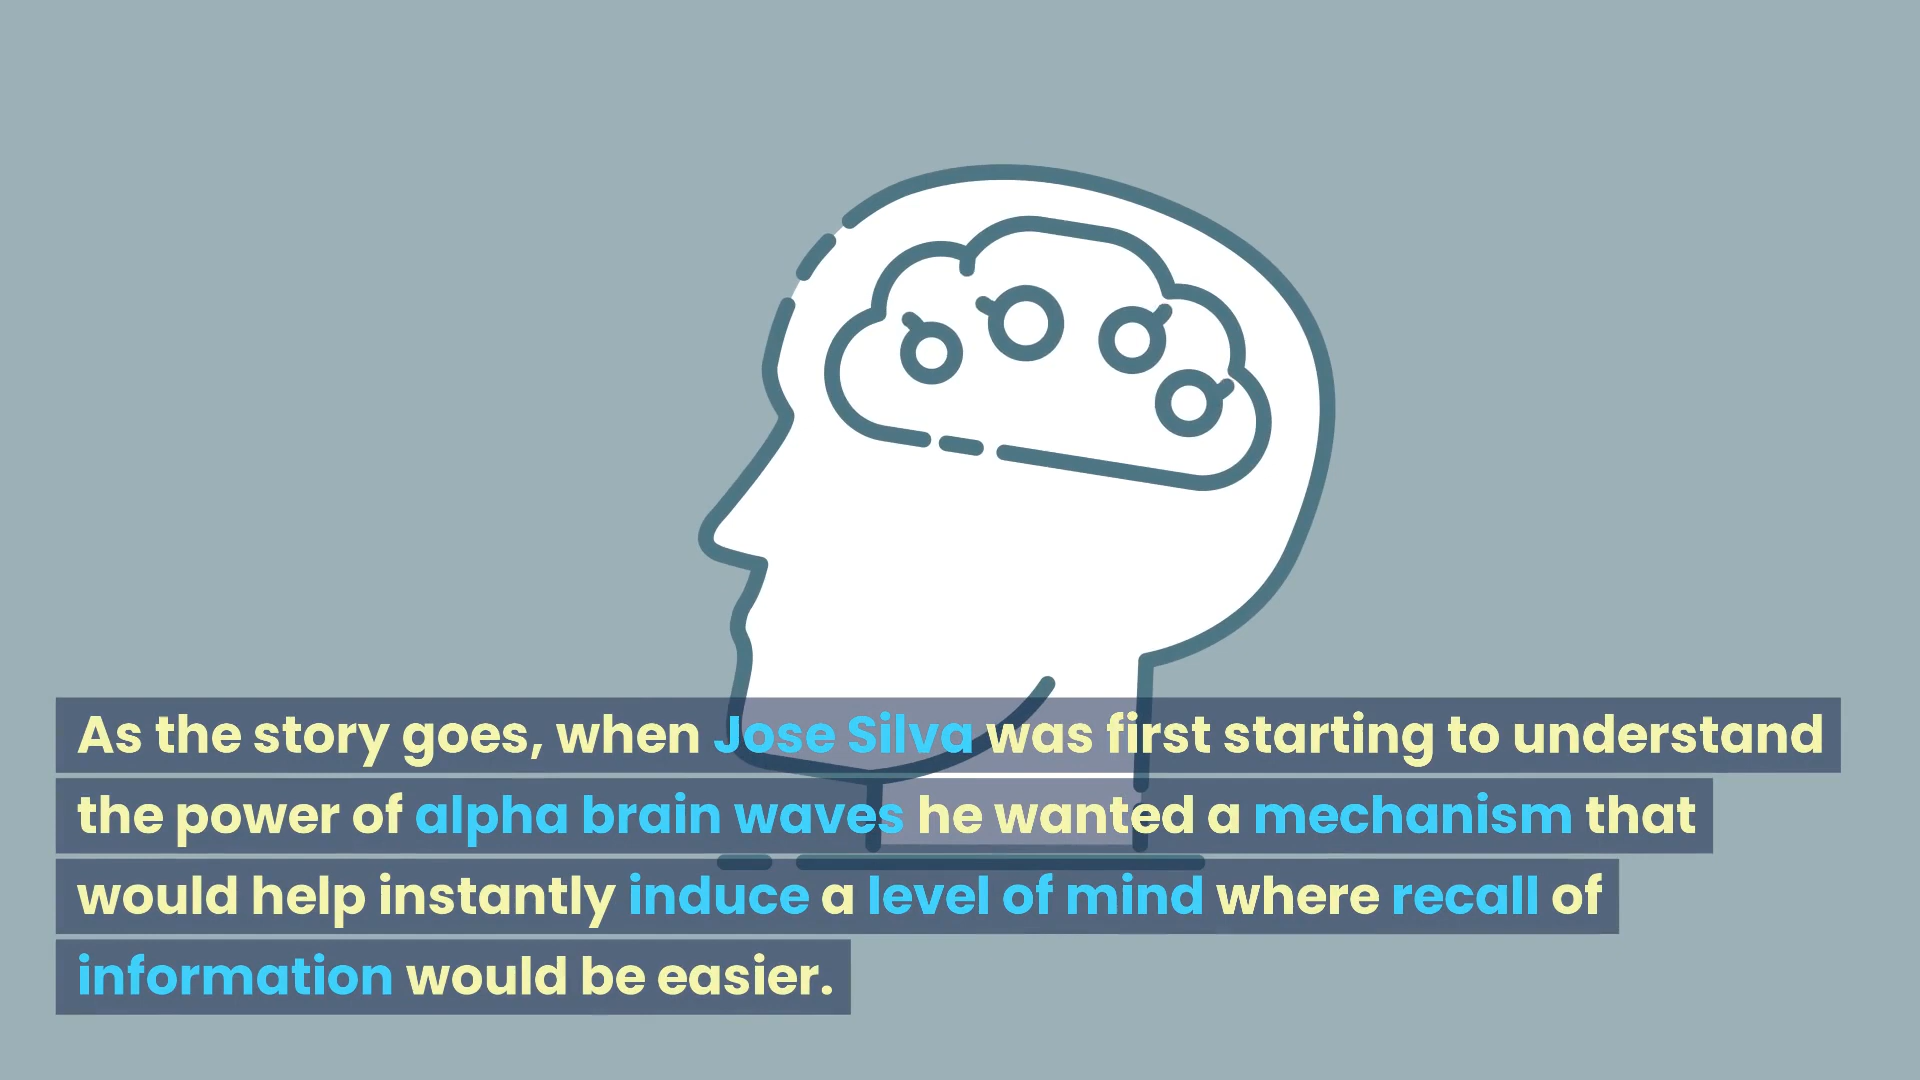 As the story goes, when Jose Silva was first starting to understand
the power of alpha brain waves he wanted a mechanism that
would help instantly induce a level of mind where recall of
information would be easier.